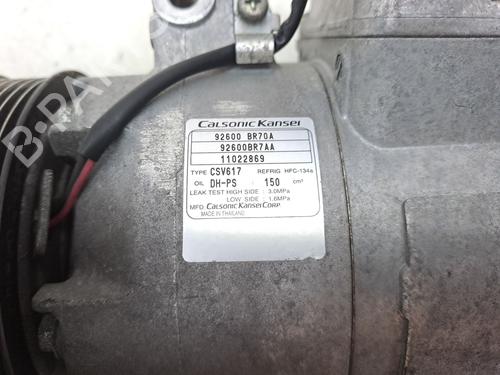 Calsonic Kansei
92600 BR70A
92600BR7AA
11022869
TYPE CSV617 REFRIG HFC-134a
OIL DH-PS : 150 cm³
LEAK TEST HIGH SIDE : 3.0MPa
LOW SIDE : 1.6MPa
MFD CALSONIC KANSEI CORP.
MADE IN THAILAND
B-PARTS